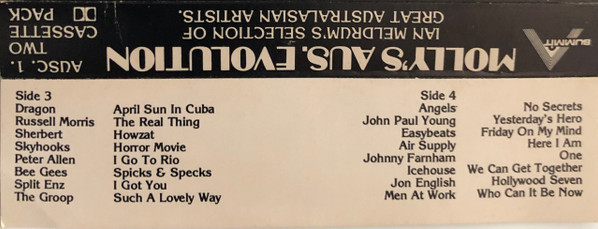 SUMMIT
MOLLY'S AUS. EVOLUTION
IAN MELDRUM'S SELECTION OF
GREAT AUSTRALASIAN ARTISTS.
AUSC. 1.
TWO
CASSETTE
PACK
Side 3
Dragon April Sun In Cuba
Russell Morris The Real Thing
Sherbert Howzat
Skyhooks Horror Movie
Peter Allen I Go To Rio
Bee Gees Spicks & Specks
Split Enz I Got You
The Groop Such A Lovely Way
Side 4
Angels No Secrets
John Paul Young Yesterday's Hero
Easybeats Friday On My Mind
Air Supply Here I Am
Johnny Farnham One
Icehouse We Can Get Together
Jon English Hollywood Seven
Men At Work Who Can It Be Now